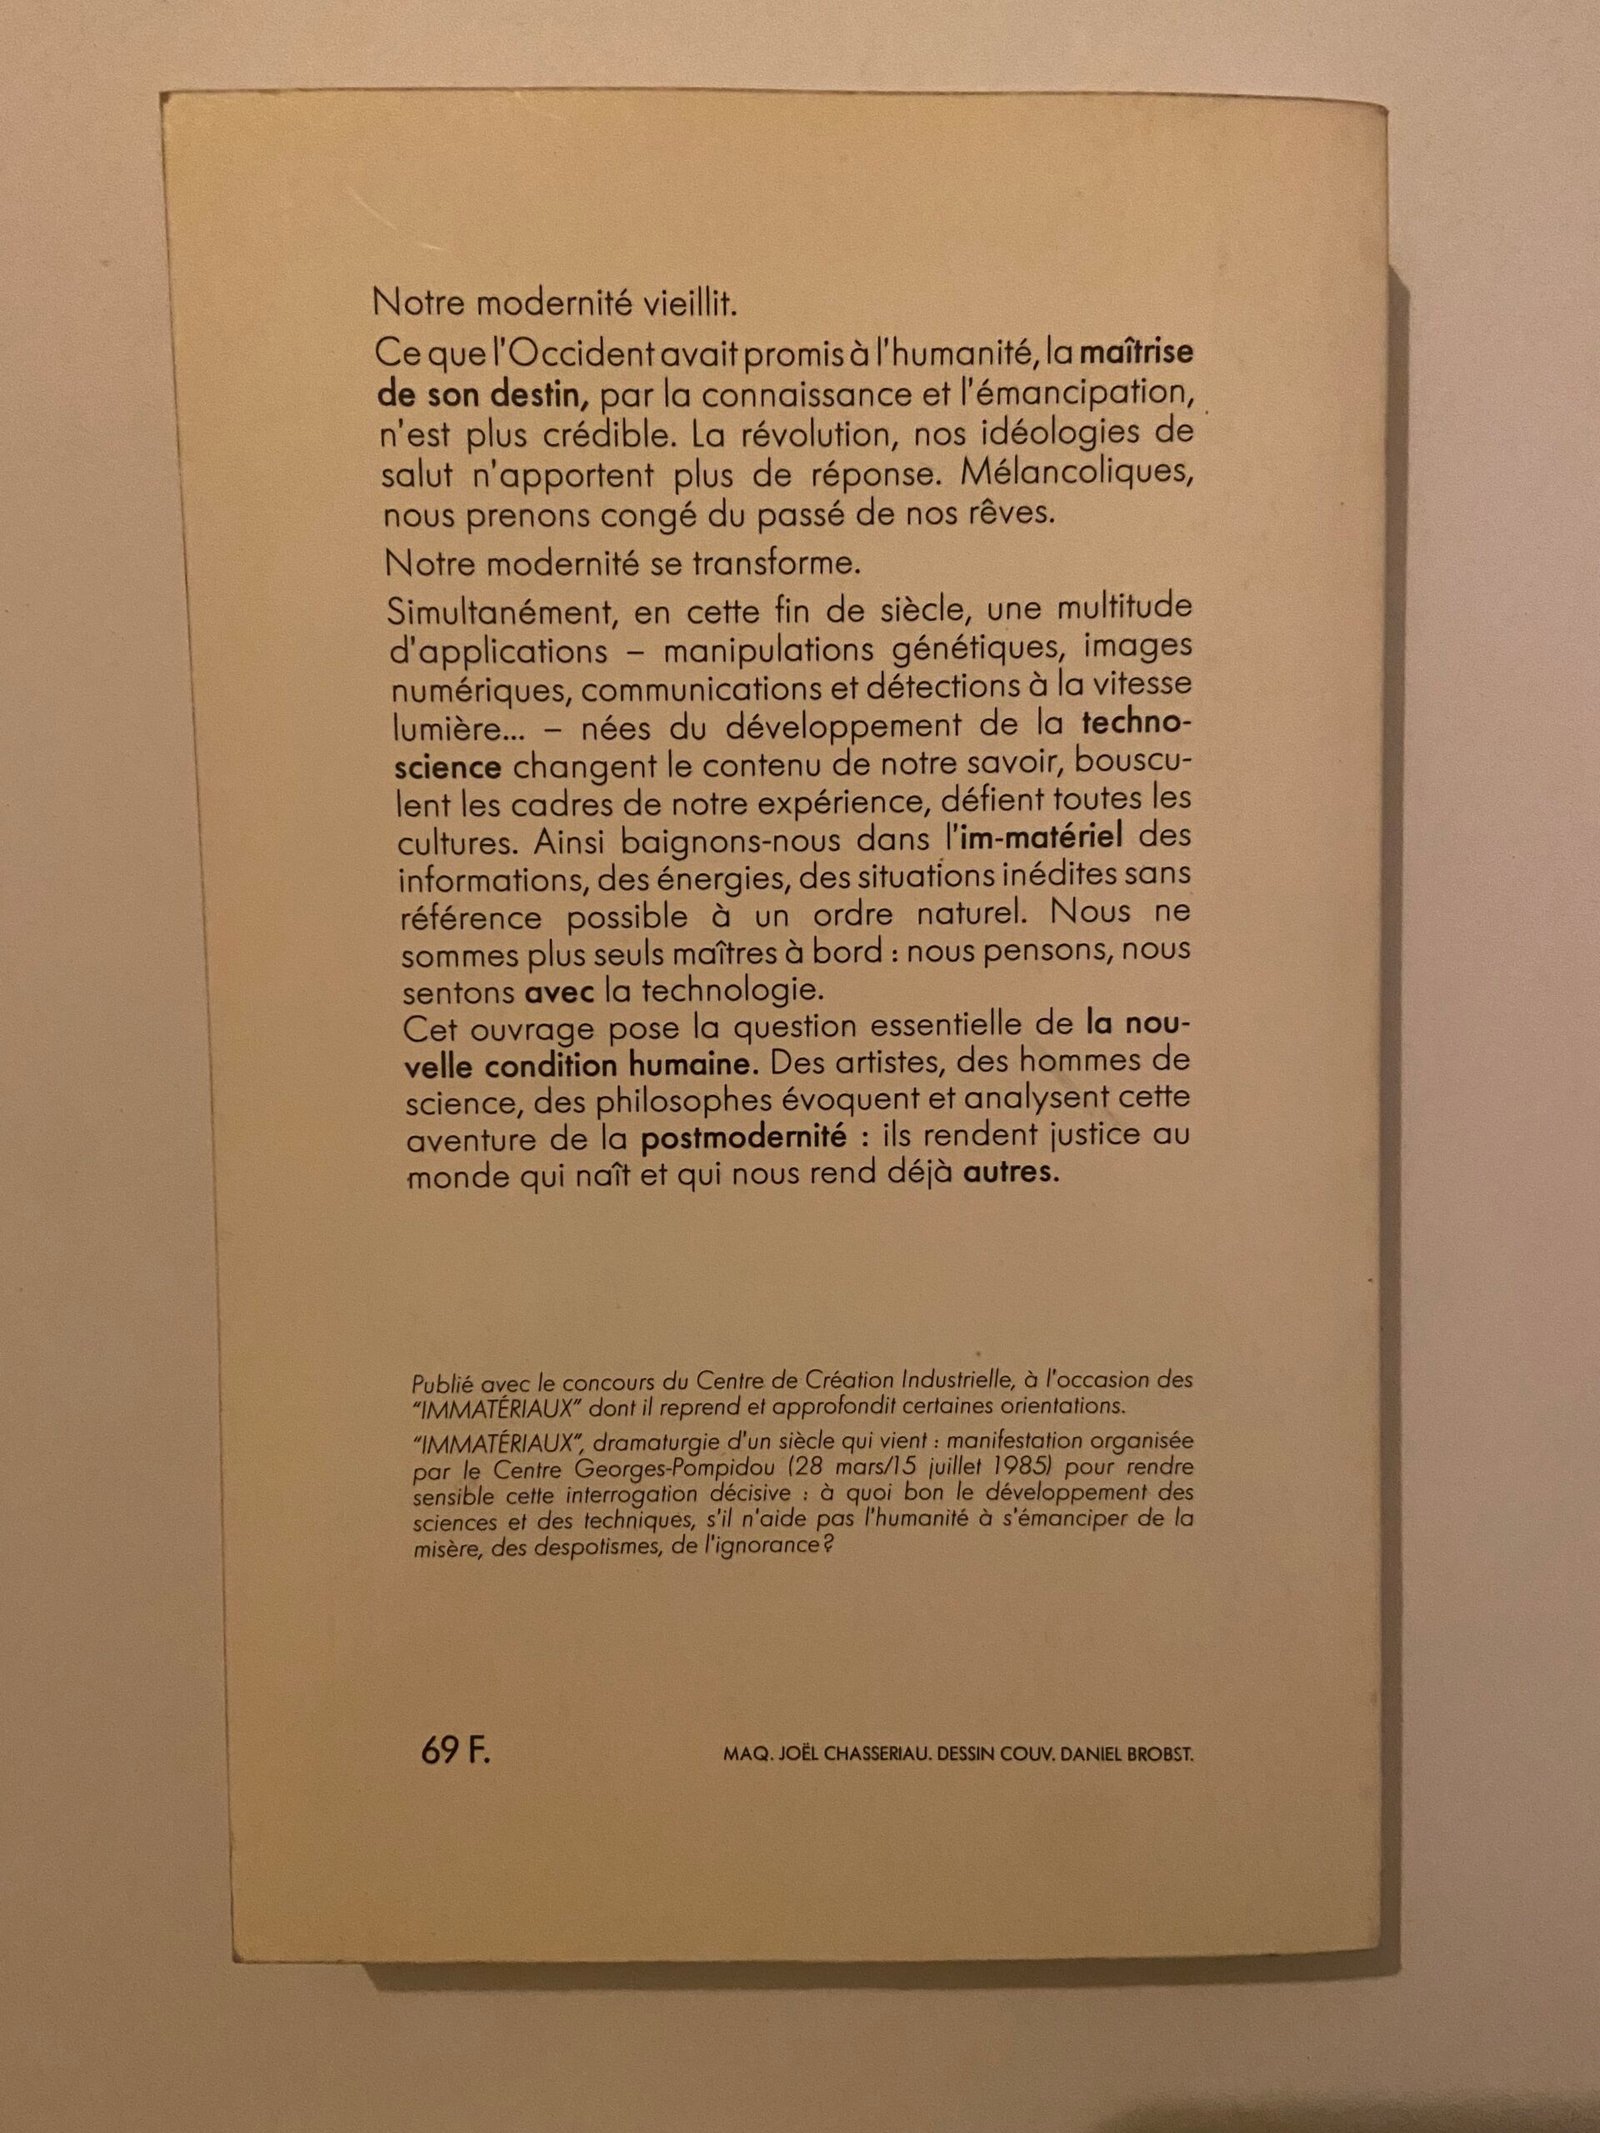 Notre modernité vieillit.
Ce que l'Occident avait promis à l'humanité, la maîtrise
de son destin, par la connaissance et l'émancipation,
n'est plus crédible. La révolution, nos idéologies de
salut n'apportent plus de réponse. Mélancoliques,
nous prenons congé du passé de nos rêves.
Notre modernité se transforme.
Simultanément, en cette fin de siècle, une multitude
d'applications – manipulations génétiques, images
numériques, communications et détections à la vitesse
lumière... – nées du développement de la techno-
science changent le contenu de notre savoir, bouscu-
lent les cadres de notre expérience, défient toutes les
cultures. Ainsi baignons-nous dans l'im-matériel des
informations, des énergies, des situations inédites sans
référence possible à un ordre naturel. Nous ne
sommes plus seuls maîtres à bord : nous pensons, nous
sentons avec la technologie.
Cet ouvrage pose la question essentielle de la nou-
velle condition humaine. Des artistes, des hommes de
science, des philosophes évoquent et analysent cette
aventure de la postmodernité : ils rendent justice au
monde qui naît et qui nous rend déjà autres.
Publié avec le concours du Centre de Création Industrielle, à l'occasion des
“IMMATÉRIAUX” dont il reprend et approfondit certaines orientations.
“IMMATÉRIAUX”, dramaturgie d'un siècle qui vient : manifestation organisée
par le Centre Georges-Pompidou (28 mars/15 juillet 1985) pour rendre
sensible cette interrogation décisive : à quoi bon le développement des
sciences et des techniques, s'il n'aide pas l'humanité à s'émanciper de la
misère, des despotismes, de l'ignorance ?
69 F.
MAQ. JOËL CHASSERIAU. DESSIN COUV. DANIEL BROBST.